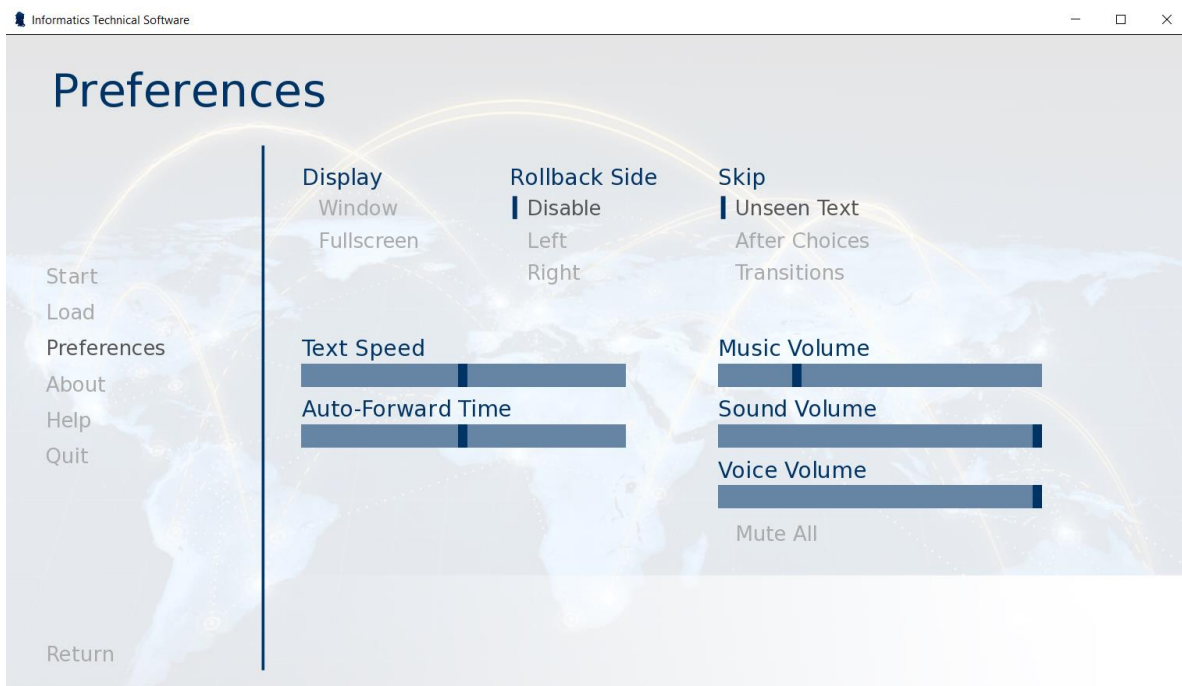 Informatics Technical Software
Preferences
Start
Load
Preferences
About
Help
Quit
Return
Display
Window
Fullscreen
Rollback Side
Disable
Left
Right
Skip
Unseen Text
After Choices
Transitions
Text Speed
Auto-Forward Time
Music Volume
Sound Volume
Voice Volume
Mute All